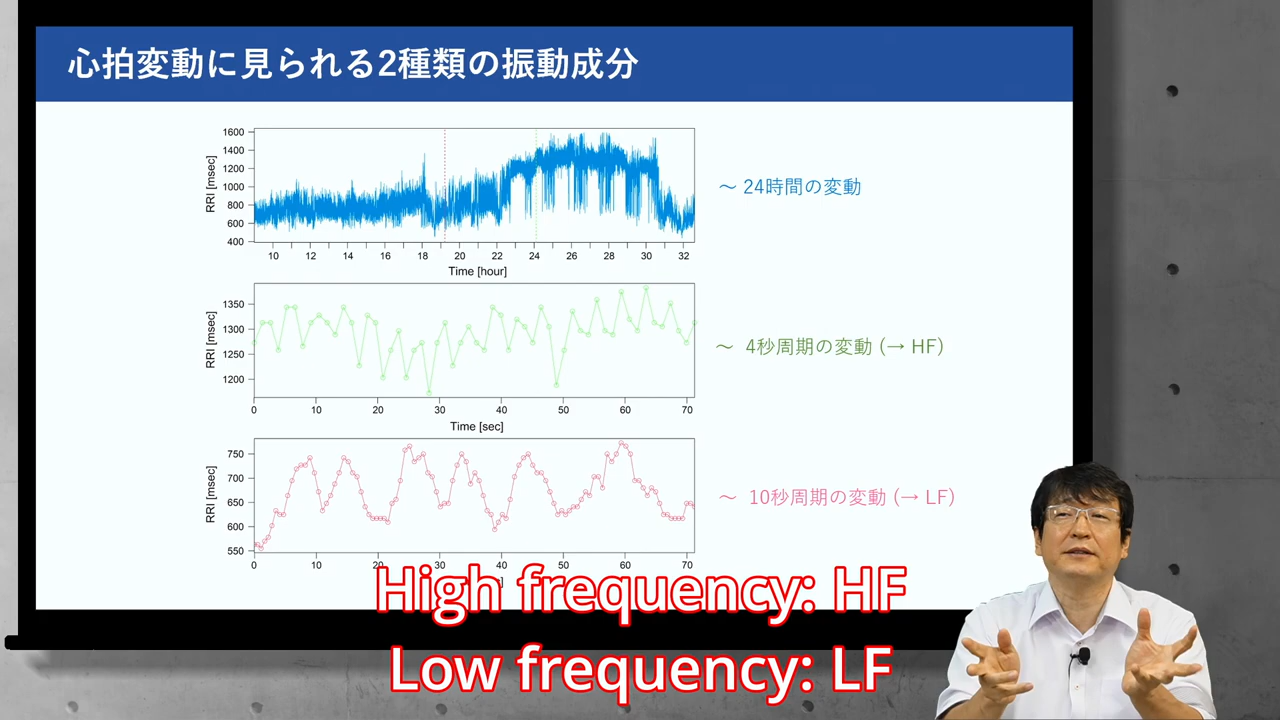 心拍変動に見られる2種類の振動成分
1600
1400
1200
1000
800
600
400
RRI [msec]
10 12 14 16 18 20 22 24 26 28 30 32
Time [hour]
～ 24時間の変動
1350
1300
1250
1200
RRI [msec]
0 10 20 30 40 50 60 70
Time [sec]
～ 4秒周期の変動 (→ HF)
750
700
650
600
550
RRI [msec]
0 10 20 30 40 50 60 70
～ 10秒周期の変動 (→ LF)
High frequency: HF
Low frequency: LF